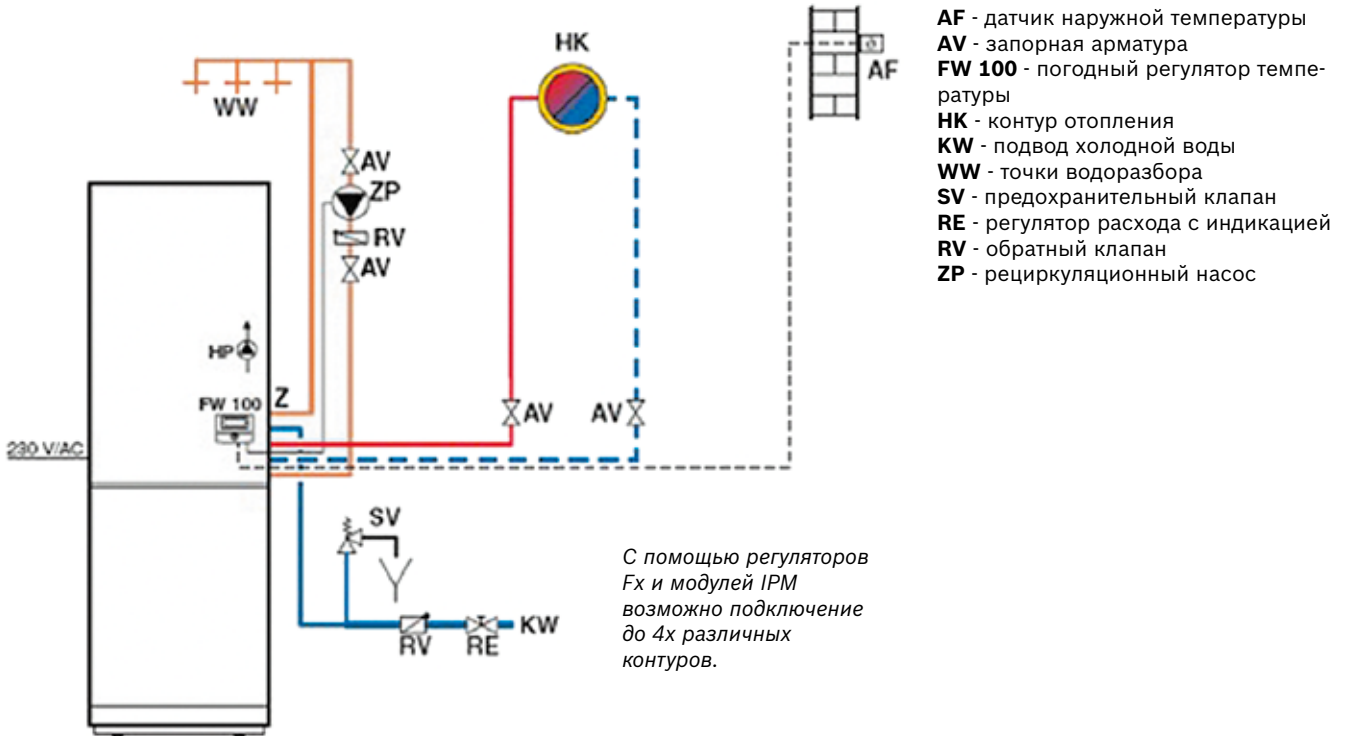 HK
AF
WW
AV
ZP
RV
AV
HP
FW 100
Z
AV
AV
230 V/AC
SV
KW
RV
RE
С помощью регуляторов
Fx и модулей IPM
возможно подключение
до 4х различных
контуров.
AF - датчик наружной температуры
AV - запорная арматура
FW 100 - погодный регулятор темпе-
ратуры
HK - контур отопления
KW - подвод холодной воды
WW - точки водоразбора
SV - предохранительный клапан
RE - регулятор расхода с индикацией
RV - обратный клапан
ZP - рециркуляционный насос